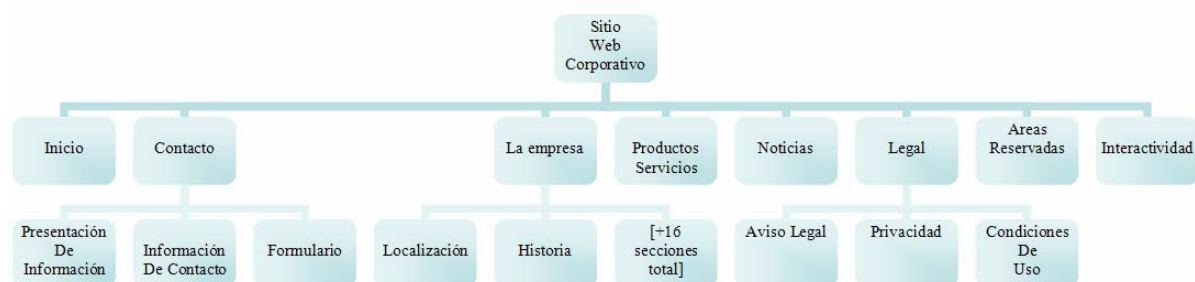 Sitio
Web
Corporativo
Inicio
Contacto
La empresa
Productos
Servicios
Noticias
Legal
Areas
Reservadas
Interactividad
Presentación
De
Información
Información
De Contacto
Formulario
Localización
Historia
[+16
secciones
total]
Aviso Legal
Privacidad
Condiciones
De
Uso